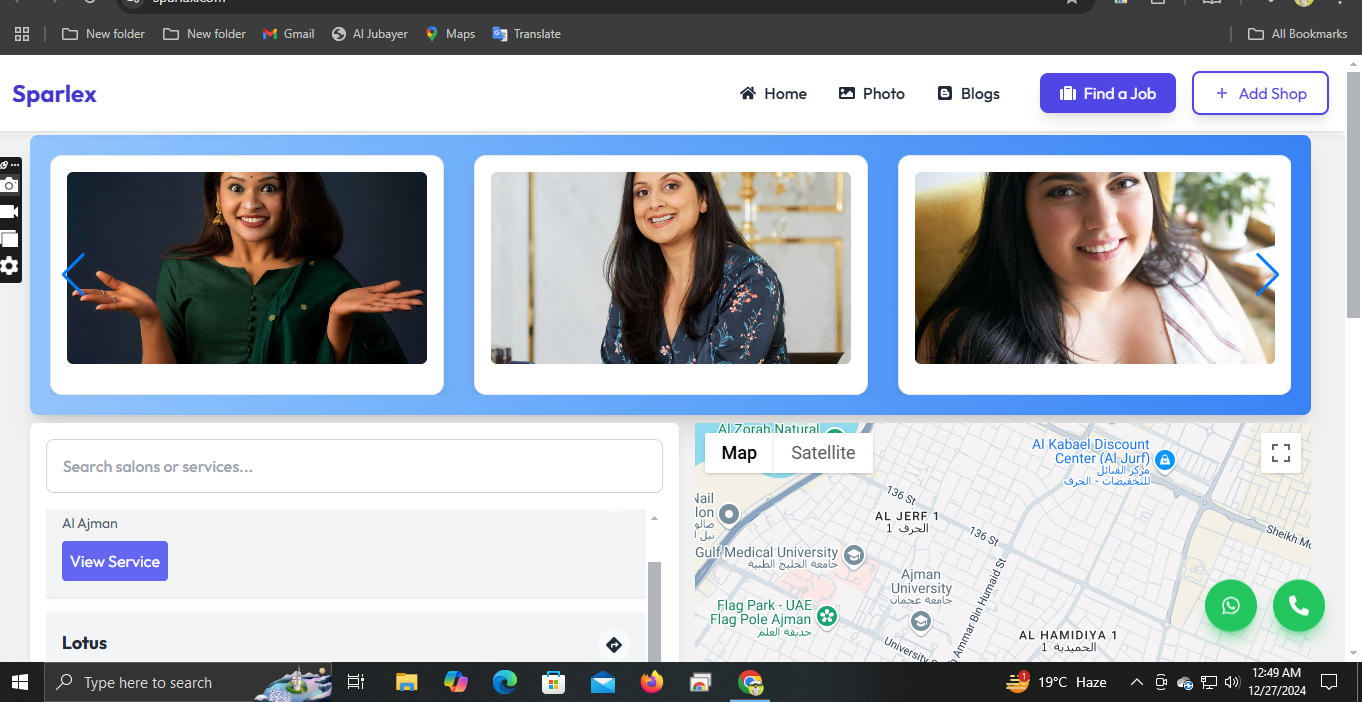 New folder
New folder
Gmail
Al Jubayer
Maps
Translate
All Bookmarks
Sparlex
Home
Photo
Blogs
Find a Job
+ Add Shop
Search salons or services...
Al Ajman
View Service
Lotus
Al Zorah Natural
Map
Satellite
Al Kabael Discount
Center (Al Jurf)
مركز القبائل
للتخفيضات - الجرف
136 St
Nail
lon
صالو
نيل ل
AL JERF 1
الجرف 1
136 St
Sheikh
Gulf Medical University
جامعة الخليج الطبية
Ajman
University
جامعة عجمان
Flag Park - UAE
Flag Pole Ajman
حديقة العلم
Ammar Bin Humaid St
University
AL HAMIDIYA 1
الحميدية 1
Type here to search
1
19°C Haze
12:49 AM
12/27/2024